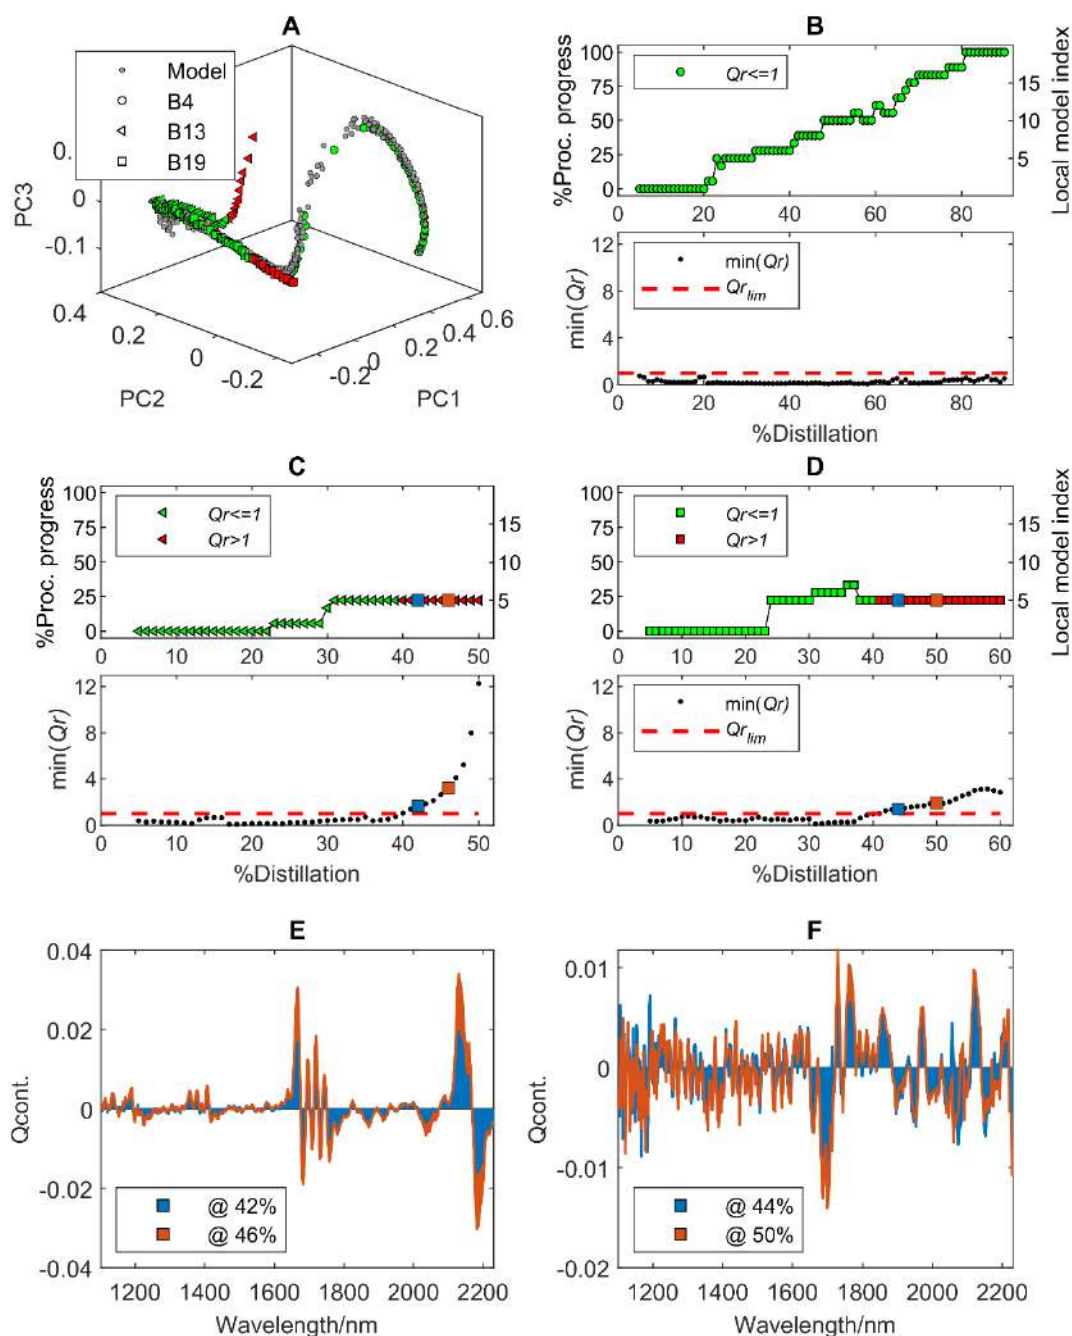 A
Model
B4
B13
B19
0.
0
-0.1
PC3
0.4
0.2
0
-0.2
PC2
-0.2
0
0.2
0.4
0.6
PC1
B
%Proc. progress
100
75
50
25
0
Qr<=1
15
10
5
Local model index
0 20 40 60 80
min(Qr)
12
8
4
0
min(Qr)
Qr_lim
0 20 40 60 80
%Distillation
C
%Proc. progress
100
75
50
25
0
Qr<=1
Qr>1
15
10
5
0 10 20 30 40 50
min(Qr)
12
8
4
0
0 10 20 30 40 50
%Distillation
D
100
75
50
25
0
Qr<=1
Qr>1
15
10
5
Local model index
0 10 20 30 40 50 60
12
8
4
0
min(Qr)
Qr_lim
0 10 20 30 40 50 60
%Distillation
E
Qcont.
0.04
0.02
0
-0.02
-0.04
@ 42%
@ 46%
1200 1400 1600 1800 2000 2200
Wavelength/nm
F
Qcont.
0.01
0
-0.01
-0.02
@ 44%
@ 50%
1200 1400 1600 1800 2000 2200
Wavelength/nm